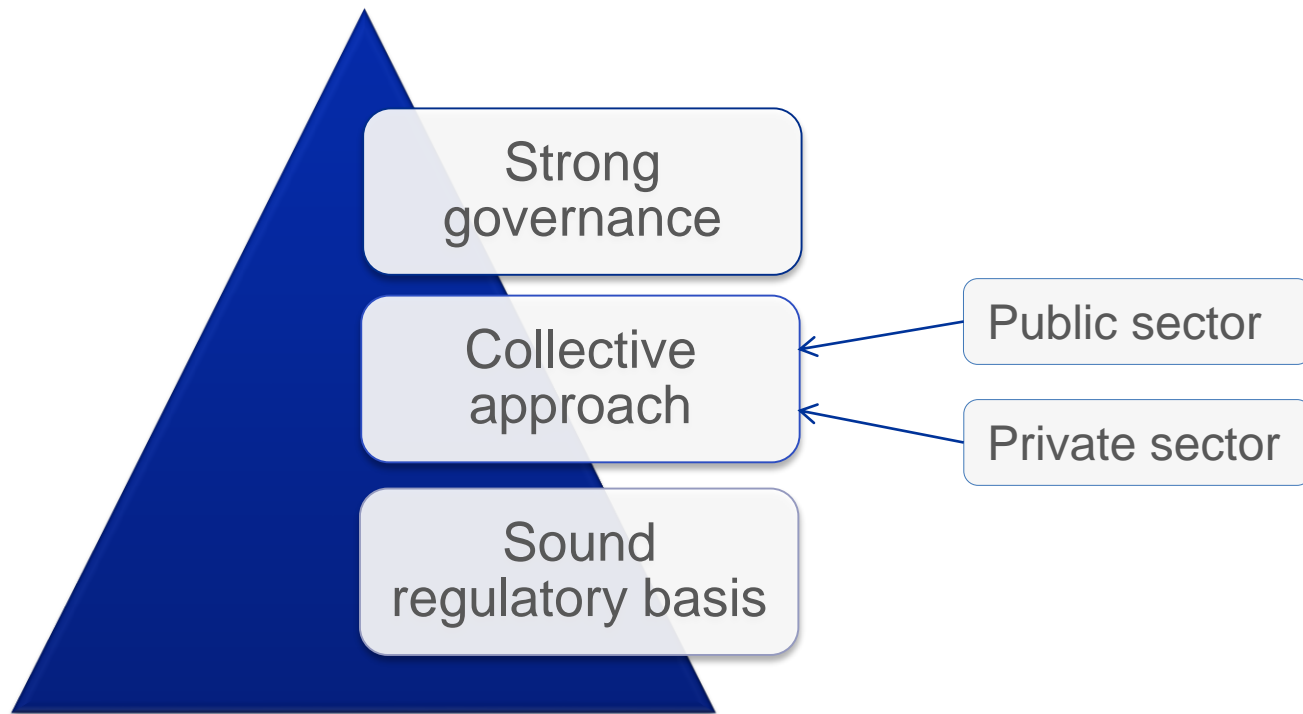 Strong
governance
Collective
approach
Public sector
Private sector
Sound
regulatory basis